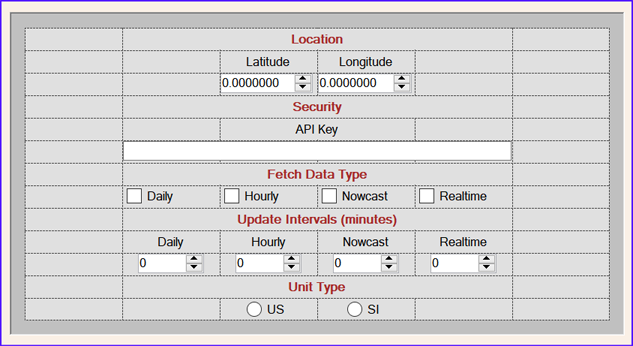 Location
Latitude Longitude
0.0000000 0.0000000
Security
API Key
Fetch Data Type
Daily Hourly Nowcast Realtime
Update Intervals (minutes)
Daily Hourly Nowcast Realtime
0 0 0 0
Unit Type
US SI